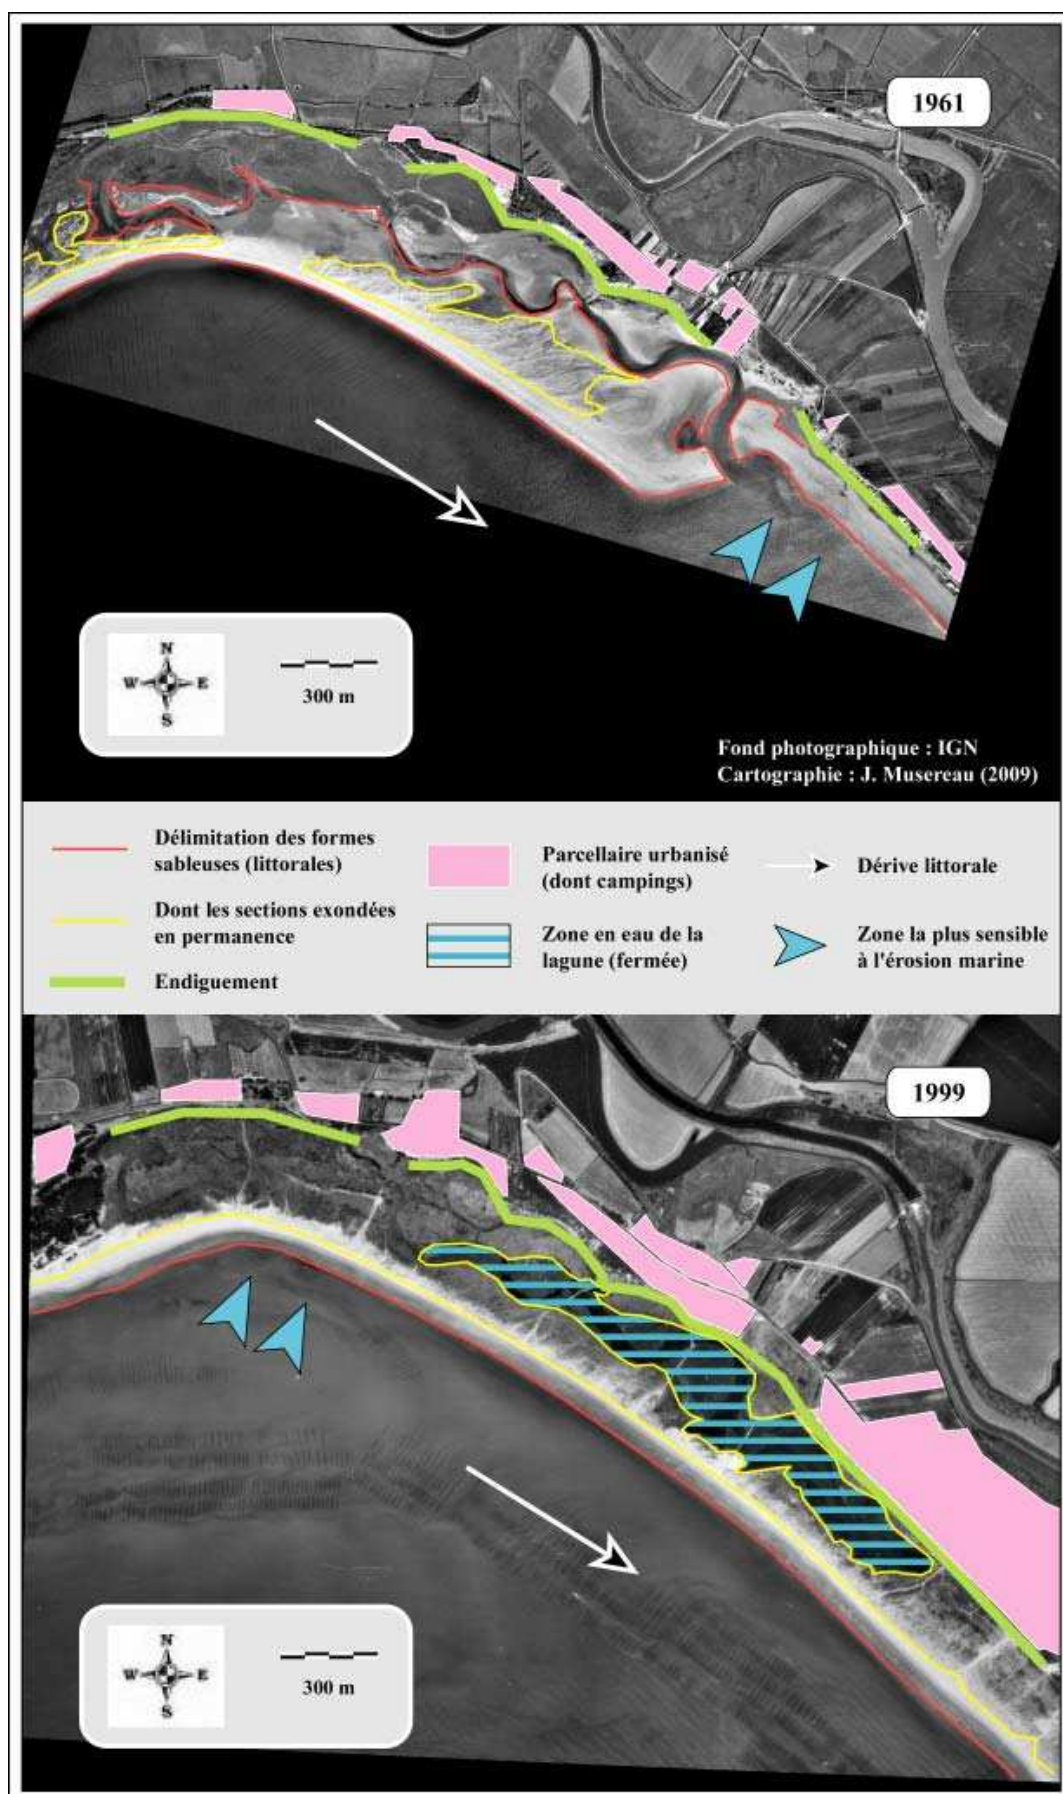 1961
N
W E
S
300 m
Fond photographique : IGN
Cartographie : J. Musereau (2009)
Délimitation des formes
sableuses (littorales)
Dont les sections exondées
en permanence
Endiguement
Parcellaire urbanisé
(dont campings)
Zone en eau de la
lagune (fermée)
Dérive littorale
Zone la plus sensible
à l'érosion marine
1999
N
W E
S
300 m